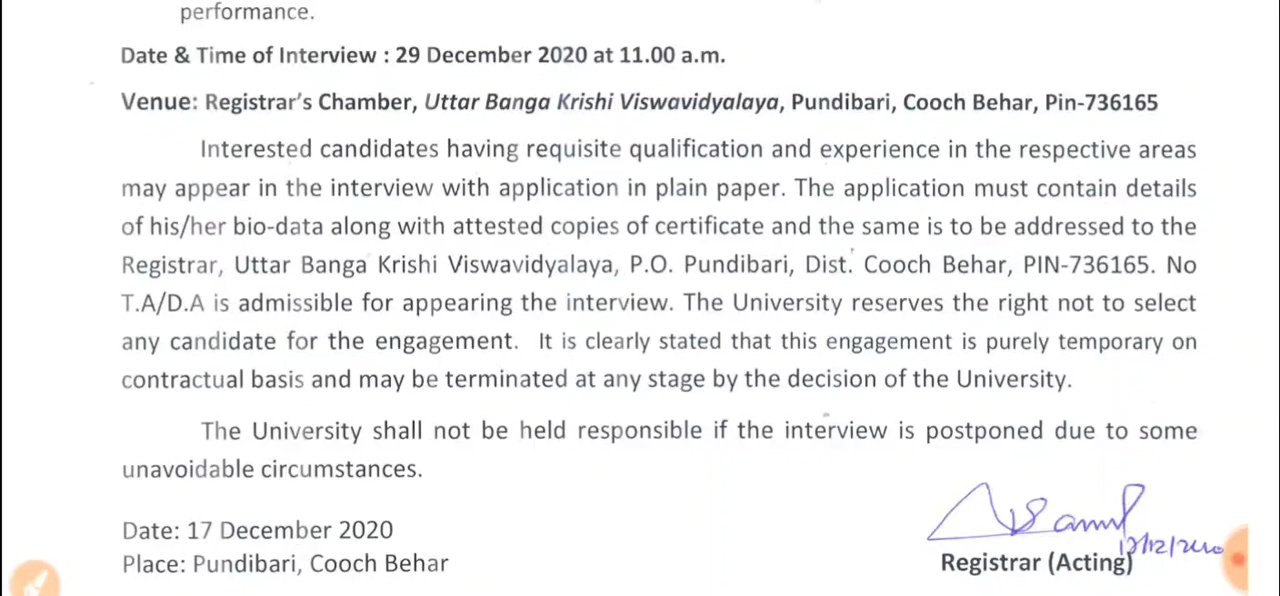 performance.
Date & Time of Interview : 29 December 2020 at 11.00 a.m.
Venue: Registrar's Chamber, Uttar Banga Krishi Viswavidyalaya, Pundibari, Cooch Behar, Pin-736165
Interested candidates having requisite qualification and experience in the respective areas
may appear in the interview with application in plain paper. The application must contain details
of his/her bio-data along with attested copies of certificate and the same is to be addressed to the
Registrar, Uttar Banga Krishi Viswavidyalaya, P.O. Pundibari, Dist. Cooch Behar, PIN-736165. No
T.A/D.A is admissible for appearing the interview. The University reserves the right not to select
any candidate for the engagement. It is clearly stated that this engagement is purely temporary on
contractual basis and may be terminated at any stage by the decision of the University.
The University shall not be held responsible if the interview is postponed due to some
unavoidable circumstances.
Date: 17 December 2020
Place: Pundibari, Cooch Behar
Registrar (Acting)